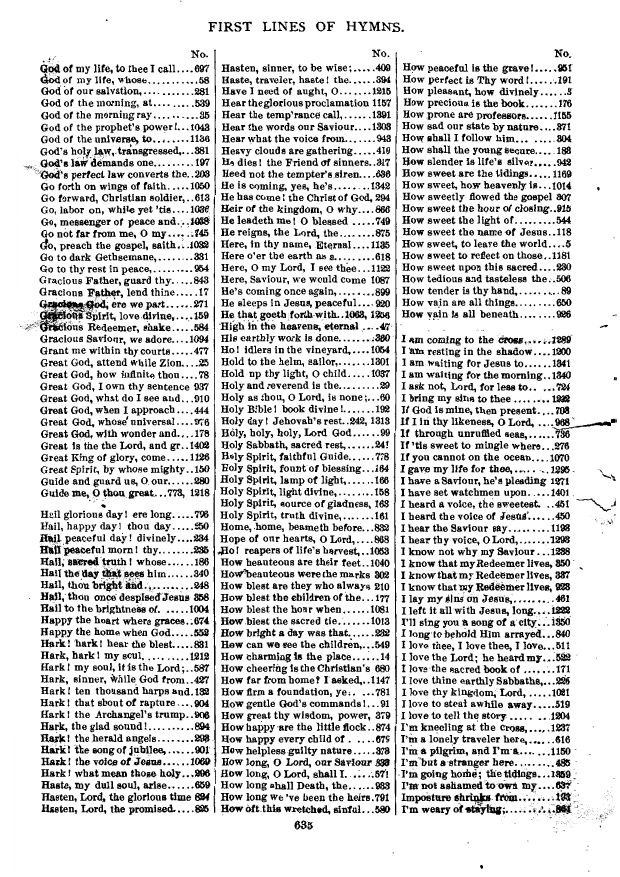 FIRST LINES OF HYMNS.
No.
God of my life, to thee I call....697
God of my life, whose..........58
God of our salvation,..........281
God of the morning, at........539
God of the morning ray........35
God of the prophet's power!...1043
God of the universe, to........1136
God's holy law, transgressed,...381
God's law demands one........197
God's perfect law converts the..203
Go forth on wings of faith.....1050
Go forward, Christian soldier,..613
Go, labor on, while yet 'tis....1036
Go, messenger of peace and...1038
Go not far from me, O my.....745
Go, preach the gospel, saith...1032
Go to dark Gethsemane,.......331
Go to thy rest in peace,........954
Gracious Father, guard thy.....843
Gracious Father, lend thine.....17
Gracious God, ere we part......271
Gracious Spirit, love divine,....159
Gracious Redeemer, shake.....584
Gracious Saviour, we adore....1094
Grant me within thy courts.....477
Great God, attend while Zion....25
Great God, how infinite, thou...78
Great God, I own thy sentence 937
Great God, what do I see and...910
Great God, when I approach...444
Great God, whose universal....976
Great God, with wonder and....178
Great is the Lord, and gr..1402
Great King of glory, come.....1126
Great Spirit, by whose mighty..150
Guide and guard us, O our.....280
Guide me, O thou great...773, 1218
Hail glorious day! ere long.....796
Hail, happy day! thou day.....250
Hail peaceful day! divinely....234
Hail peaceful morn! thy.......235
Hail, sacred truth! whose......186
Hail the day that sees him.....340
Hail, thou bright and..........248
Hail, thou once despised Jesus 358
Hail to the brightness of......1004
Happy the heart where graces..674
Happy the home when God.....552
Hark! hark! hear the blest.....831
Hark, hark! my soul,..........1212
Hark! my soul, it is the Lord;..587
Hark, sinner, while God from..427
Hark! ten thousand harps and.132
Hark! that shout of rapture....904
Hark! the Archangel's trump..906
Hark, the glad sound!.........894
Hark! the herald angels.......298
Hark! the song of jubilee,.....901
Hark! the voice of Jesus......1069
Hark! what mean those holy...296
Haste, my dull soul, arise......659
Hasten, Lord, the glorious time 894
Hasten, Lord, the promised.....895
No.
Hasten, sinner, to be wise;.....409
Haste, traveler, haste! the.....394
Have I need of aught, O......1215
Hear the glorious proclamation 1157
Hear the temp'rance call,......1391
Hear the words our Saviour....1303
Hear what the voice from......943
Heavy clouds are gathering....416
He dies! the Friend of sinners..317
Heed not the tempter's siren....636
He is coming, yes, he's........1342
He has come! the Christ of God, 294
Heir of the kingdom, O why....666
He leadeth me! O blessed.....749
He reigns, the Lord, the........875
Here, in thy name, Eternal....1135
Here o'er the earth as a.........618
Here, O my Lord, I see thee...1122
Here, Saviour, we would come 1087
He's coming once again,.......899
He sleeps in Jesus, peaceful....920
He that goeth forth with..1063, 1256
High in the heavens, eternal....47
His earthly work is done.......360
Ho! idlers in the vineyard,....1054
Hold to the helm, sailor,.......1301
Hold up thy light, O child.....1037
Holy and reverend is the........29
Holy as thou, O Lord, is none;..60
Holy Bible! book divine!......192
Holy day! Jehovah's rest..242, 1313
Holy, holy, holy, Lord God.....99
Holy Sabbath, sacred rest......241
Holy Spirit, faithful Guide.....778
Holy Spirit, fount of blessing...164
Holy Spirit, lamp of light,......166
Holy Spirit, light divine,.......158
Holy Spirit, source of gladness, 163
Holy Spirit, truth divine,.......161
Home, home, beameth before...832
Hope of our hearts, O Lord,....868
Ho! reapers of life's harvest,..1053
How beauteous are their feet..1040
How beauteous were the marks 302
How blest are they who always 210
How blest the children of the...177
How blest the hour when......1081
How blest the sacred tie.......1013
How bright a day was that.....282
How can we see the children,...549
How charming is the place......14
How cheering is the Christian's 680
How far from home? I asked,..1147
How firm a foundation, ye.. ...781
How gentle God's commands!...91
How great thy wisdom, power, 379
How happy are the little flock..874
How happy every child of......675
How helpless guilty nature.....378
How long, O Lord, our Saviour
How long, O Lord, shall I......571
How long shall Death, the......983
How long we've been the heirs.791
How oft this wretched, sinful...580
No.
How peaceful is the grave!.....951
How perfect is Thy word!.....191
How pleasant, how divinely.....5
How precious is the book......176
How prone are professors.....1155
How sad our state by nature...371
How shall I follow him... .....304
How shall the young secure....183
How slender is life's silver.....942
How sweet are the tidings.....1169
How sweet, how heavenly is..1014
How sweetly flowed the gospel 307
How sweet the hour of closing..915
How sweet the light of........544
How sweet the name of Jesus..118
How sweet, to leave the world....5
How sweet to reflect on those..1181
How sweet upon this sacred....230
How tedious and tasteless the..506
How tender is thy hand,........89
How vain are all things.......650
How vain is all beneath.......926
I am coming to the cross,.....1289
I am resting in the shadow...1200
I am waiting for Jesus to......1341
I am waiting for the morning..1340
I ask not, Lord, for less to.. ...724
I bring my sins to thee
If God is mine, then present....708
If I in thy likeness, O Lord, ....968
If through unruffled seas,......736
If 'tis sweet to mingle where...276
If you cannot on the ocean....1070
I gave my life for thee,.......1295
I have a Saviour, he's pleading 1271
I have set watchmen upon....1401
I heard a voice, the sweetest..451
I heard the voice of Jesus......450
I hear the Saviour say........1198
I hear thy voice, O Lord,......1293
I know not why my Saviour...1238
I know that my Redeemer lives, 350
I know that my Redeemer lives, 337
I know that my Redeemer lives, 928
I lay my sins on Jesus,........461
I left it all with Jesus, long...
I'll sing you a song of a city...1350
I long to behold Him arrayed...840
I love thee, I love thee, I love...511
I love the Lord; he heard my...522
I love the sacred book of......171
I love thine earthly Sabbaths,...225
I love thy kingdom, Lord, .....1021
I love to steal awhile away.....519
I love to tell the story ......1204
I'm kneeling at the cross,.....1237
I'm a lonely traveler here,......616
I'm a pilgrim, and I'm a.......1150
I'm but a stranger here........485
I'm going home; the tidings...1359
I'm not ashamed to own my...637
Imposture shrinks from........193
I'm weary of staying;........864
635